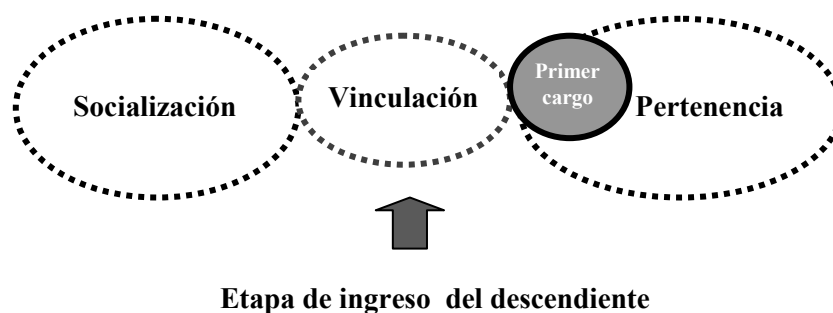 Socialización
Vinculación
Primer
cargo
Pertenencia
Etapa de ingreso del descendiente